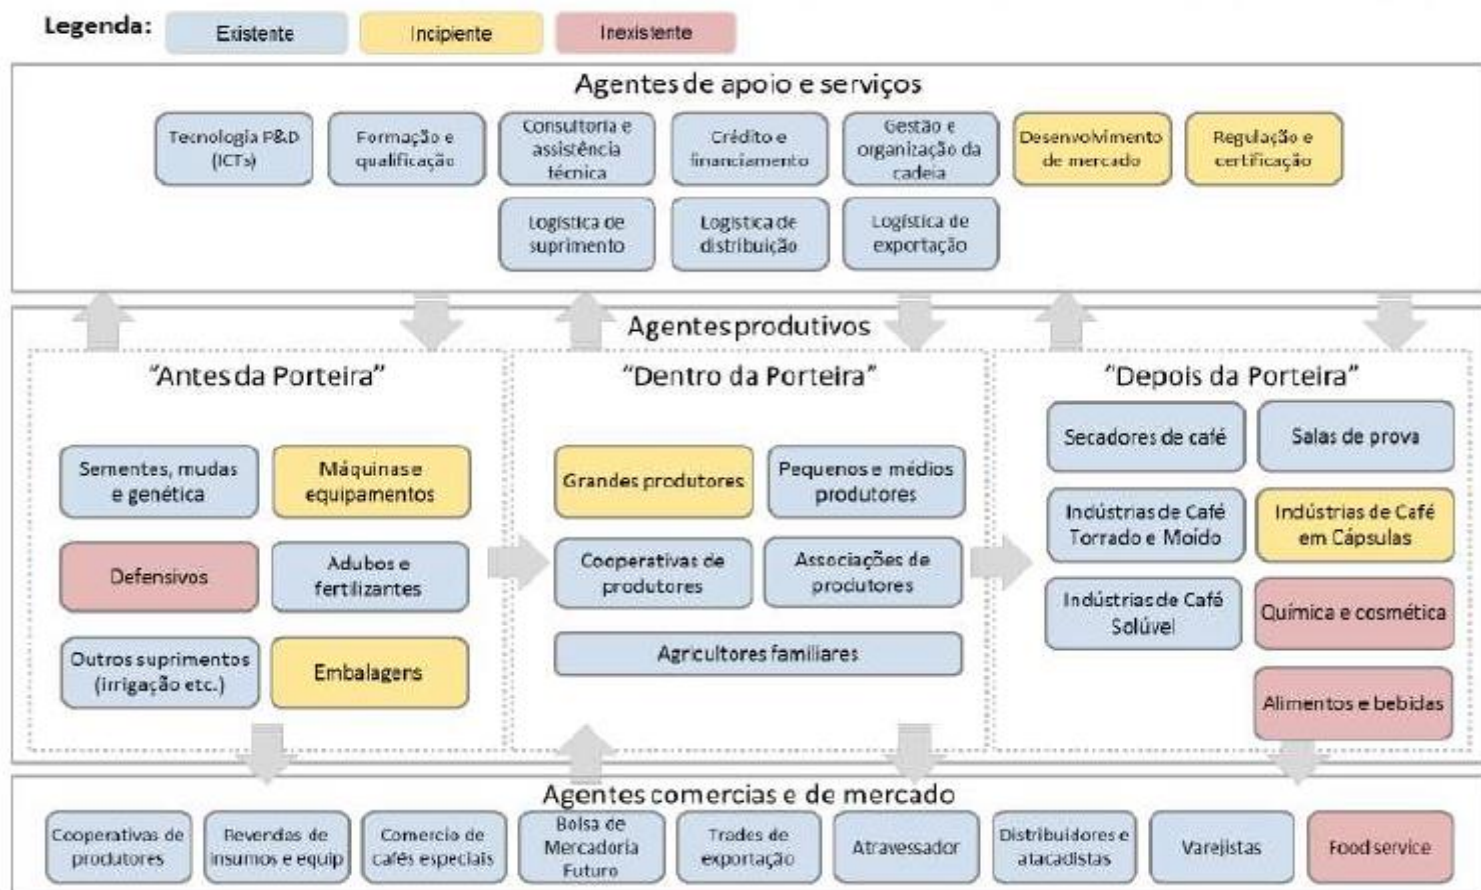 Legenda:
Existente
Incipiente
Inexistente
Agentes de apoio e serviços
Tecnologia P&D
(ICTs)
Formação e
qualificação
Consultoria e
assistência
técnica
Crédito e
financiamento
Gestão e
organização da
cadeia
Desenvolvimento
de mercado
Regulação e
certificação
Logística de
suprimento
Logística de
distribuição
Logística de
exportação
Agentes produtivos
“Antes da Porteira”
Sementes, mudas
e genética
Máquinas e
equipamentos
Defensivos
Adubos e
fertilizantes
Outros suprimentos
(irrigação etc.)
Embalagens
“Dentro da Porteira”
Grandes produtores
Pequenos e médios
produtores
Cooperativas de
produtores
Associações de
produtores
Agricultores familiares
“Depois da Porteira”
Secadores de café
Salas de prova
Indústrias de Café
Torrado e Moído
Indústrias de Café
em Cápsulas
Indústrias de Café
Solúvel
Química e cosmética
Alimentos e bebidas
Agentes comercias e de mercado
Cooperativas de
produtores
Revendas de
insumos e equip
Comercio de
cafés especiais
Bolsa de
Mercadoria
Futuro
Trades de
exportação
Atravessador
Distribuidores e
atacadistas
Varejistas
Food service